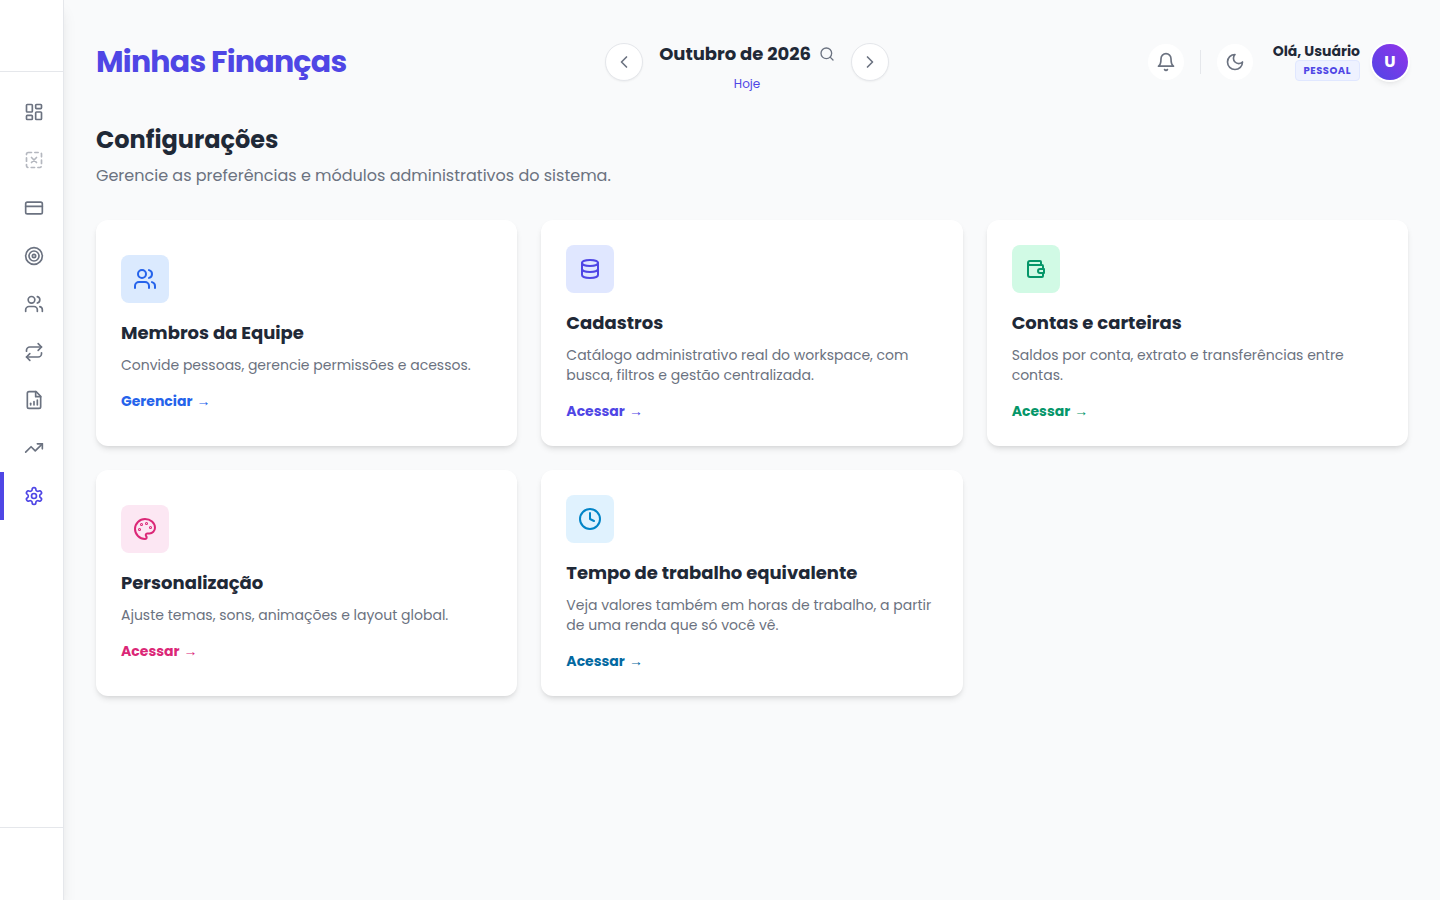 Minhas Finanças
Outubro de 2026
Hoje
Olá, Usuário
PESSOAL
U
Configurações
Gerencie as preferências e módulos administrativos do sistema.
Membros da Equipe
Convide pessoas, gerencie permissões e acessos.
Gerenciar →
Cadastros
Catálogo administrativo real do workspace, com
busca, filtros e gestão centralizada.
Acessar →
Contas e carteiras
Saldos por conta, extrato e transferências entre
contas.
Acessar →
Personalização
Ajuste temas, sons, animações e layout global.
Acessar →
Tempo de trabalho equivalente
Veja valores também em horas de trabalho, a partir
de uma renda que só você vê.
Acessar →